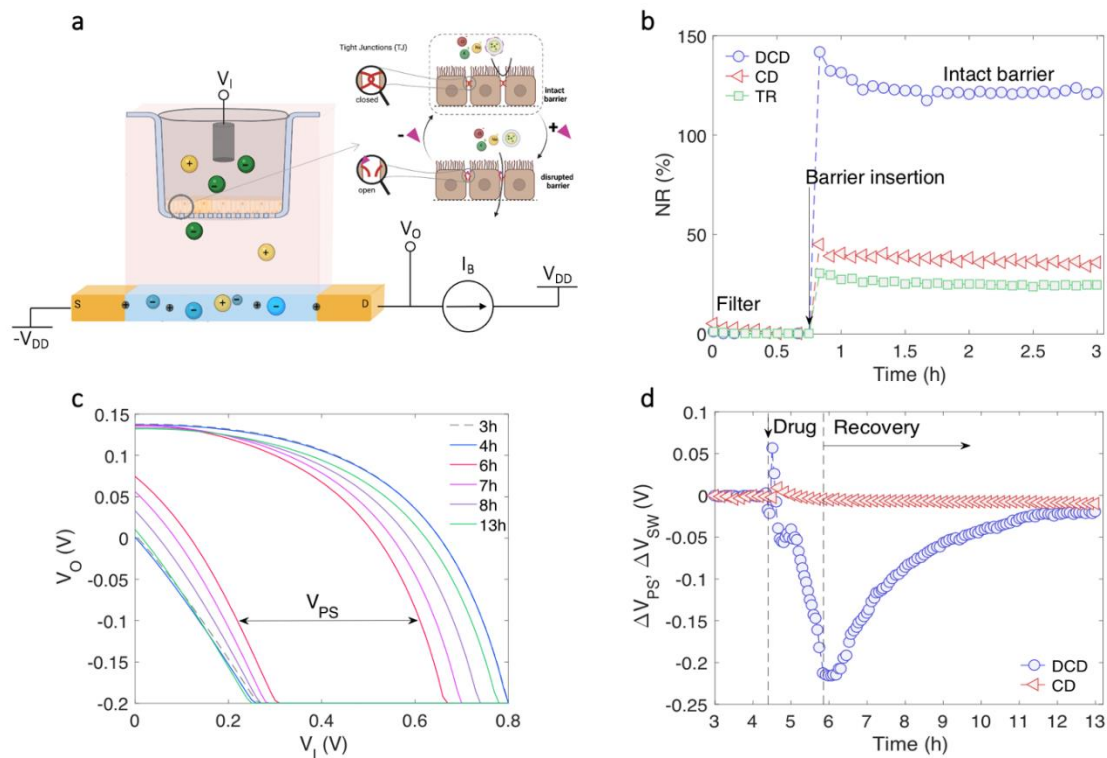 a
V_I
Tight Junctions (TJ)
closed
intact
barrier
-
+
open
disrupted
barrier
+
-
-
-
+
V_O
I_B
V_DD
S
D
-V_DD
b
150
100
50
0
NR (%)
DCD
CD
TR
Intact barrier
Barrier insertion
Filter
0 0.5 1 1.5 2 2.5 3
Time (h)
c
0.15
0.1
0.05
0
-0.05
-0.1
-0.15
-0.2
V_O (V)
3h
4h
6h
7h
8h
13h
V_PS
0 0.2 0.4 0.6 0.8
V_I (V)
d
0.1
0.05
0
-0.05
-0.1
-0.15
-0.2
-0.25
ΔV_PS, ΔV_SW (V)
Drug Recovery
DCD
CD
3 4 5 6 7 8 9 10 11 12 13
Time (h)